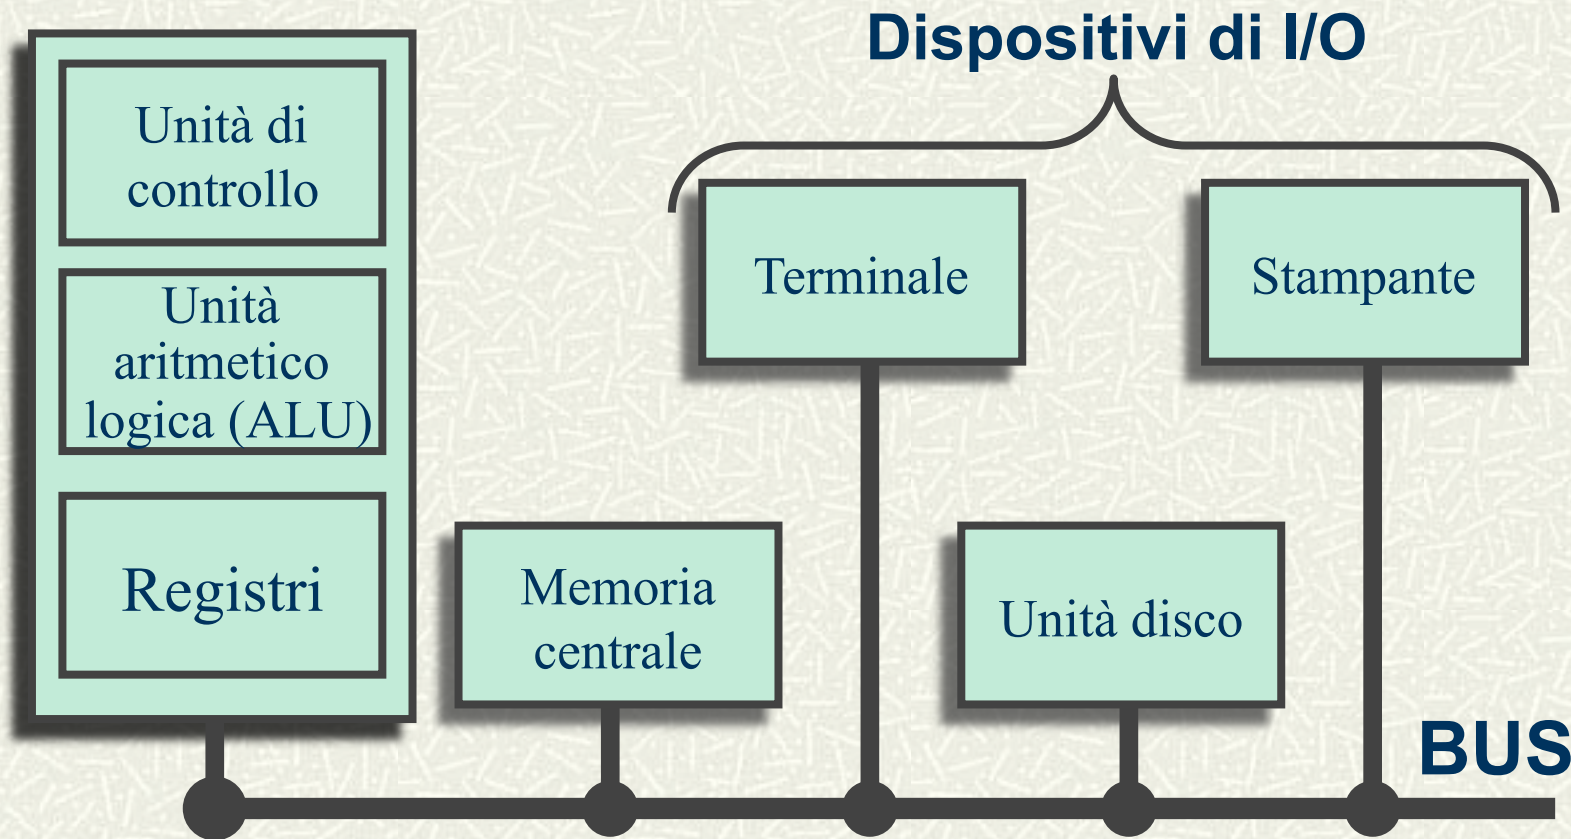 Dispositivi di I/O
Unità di
controllo
Unità
aritmetico
logica (ALU)
Registri
Terminale
Stampante
Memoria
centrale
Unità disco
BUS